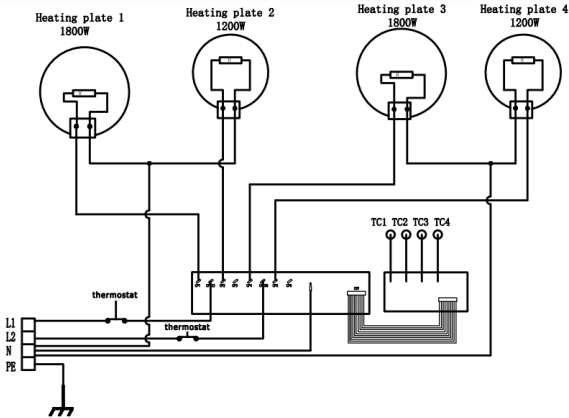 Heating plate 1
1800W
Heating plate 2
1200W
Heating plate 3
1800W
Heating plate 4
1200W
TC1 TC2 TC3 TC4
thermostat
thermostat
L1
L2
N
PE